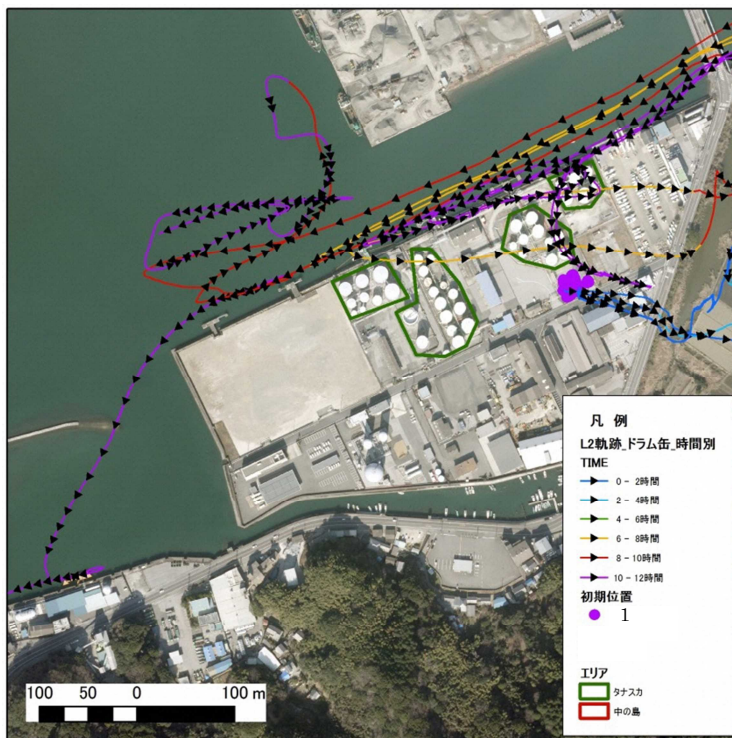 凡 例
L2軌跡_ドラム缶_時間別
TIME
0 - 2時間
2 - 4時間
4 - 6時間
6 - 8時間
8 - 10時間
10 - 12時間
初期位置
1
エリア
タナスカ
中の島
100 50 0 100 m